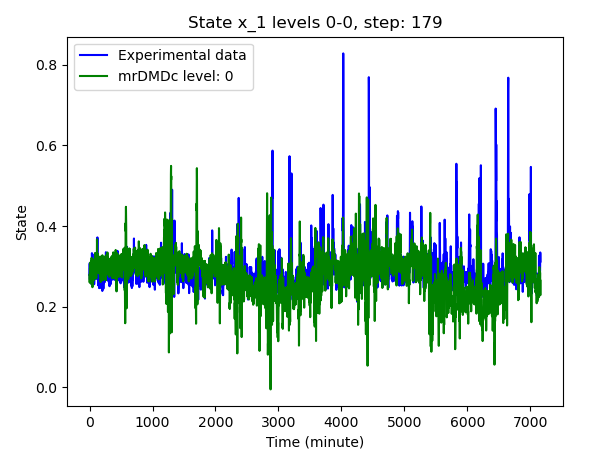 State x_1 levels 0-0, step: 179
Experimental data
mrDMDc level: 0
State
0.8
0.6
0.4
0.2
0.0
0 1000 2000 3000 4000 5000 6000 7000
Time (minute)